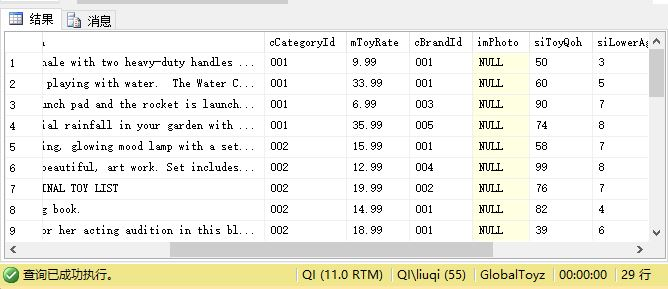 结果 消息
cCategoryId mToyRate cBrandId imPhoto siToyQoh siLowerAg
1 ale with two heavy-duty handles ... 001 9.99 001 NULL 50 3
2 playing with water. The Water C... 001 33.99 001 NULL 60 5
3 nch pad and the rocket is launch... 001 6.99 003 NULL 90 7
4 ial rainfall in your garden with ... 001 35.99 005 NULL 74 8
5 ing, glowing mood lamp with a set... 002 15.99 001 NULL 58 7
6 beautiful, art work. Set includes... 002 12.99 004 NULL 99 8
7 INAL TOY LIST 002 19.99 002 NULL 76 7
8 g book. 002 14.99 001 NULL 82 4
9 or her acting audition in this bl... 002 18.99 001 NULL 39 6
查询已成功执行。 QI (11.0 RTM) QI\liuqi (55) GlobalToyz 00:00:00 29 行